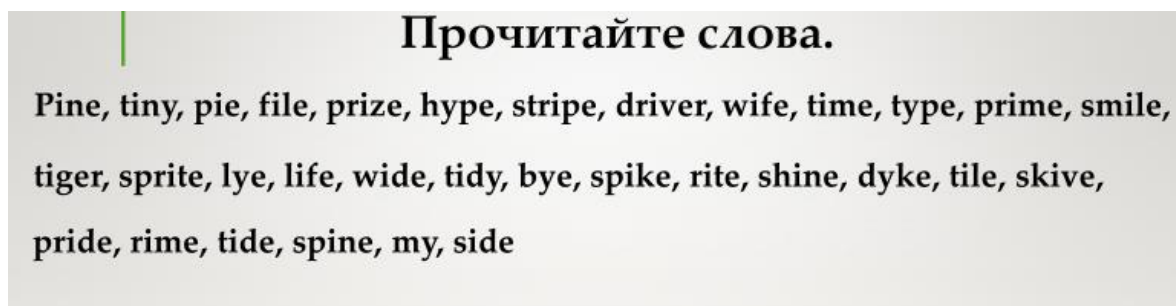 Прочитайте слова.
Pine, tiny, pie, file, prize, hype, stripe, driver, wife, time, type, prime, smile,
tiger, sprite, lye, life, wide, tidy, bye, spike, rite, shine, dyke, tile, skive,
pride, rime, tide, spine, my, side